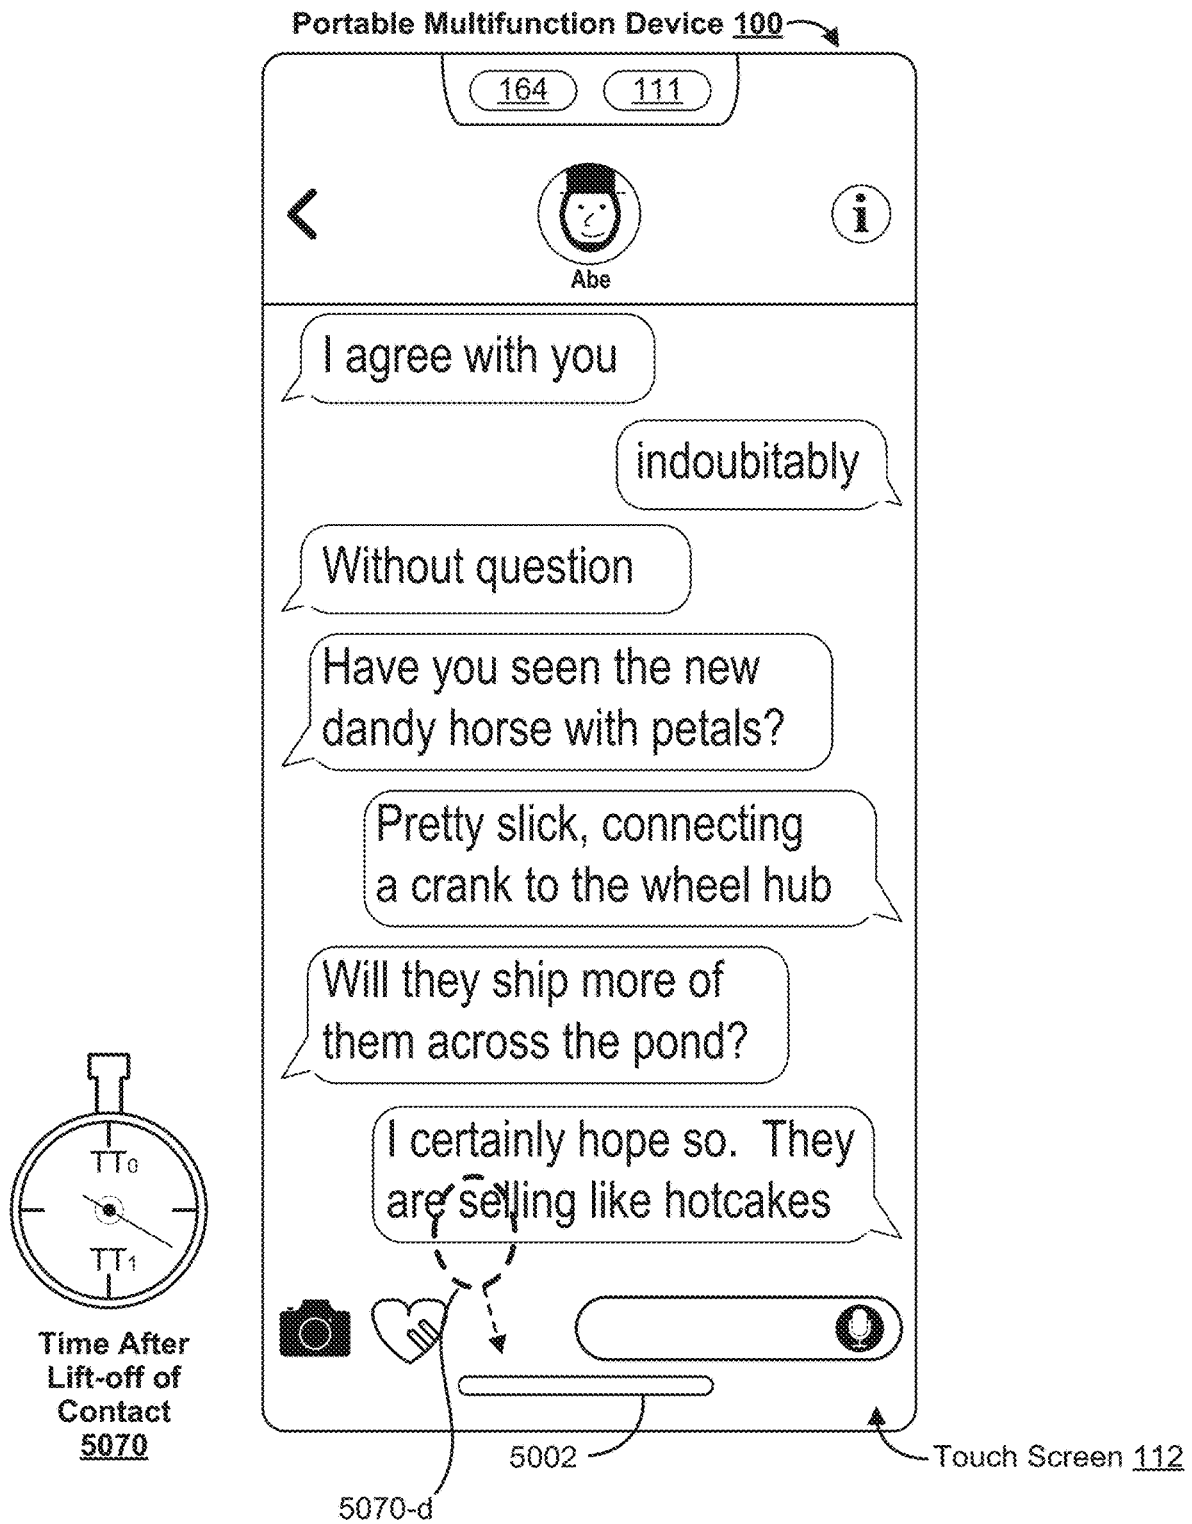 Portable Multifunction Device 100
164 111
i
Abe
I agree with you
indoubitably
Without question
Have you seen the new
dandy horse with petals?
Pretty slick, connecting
a crank to the wheel hub
Will they ship more of
them across the pond?
I certainly hope so. They
are selling like hotcakes
TT0
TT1
Time After
Lift-off of
Contact
5070
5002
Touch Screen 112
5070-d